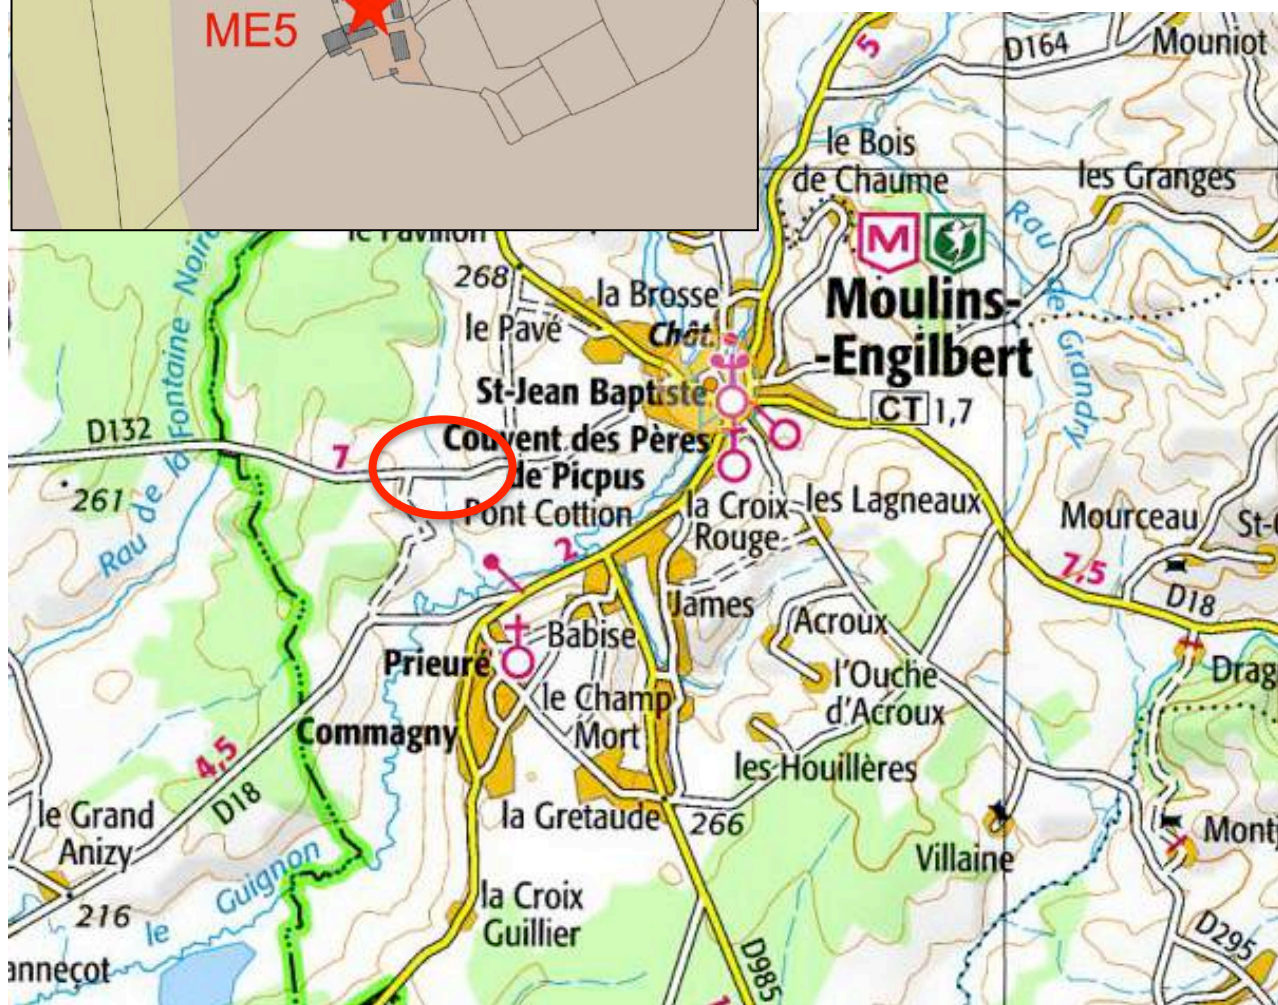 ME5
5
D164
Mouniot
le Bois
de Chaume
les Granges
Rau de Grandry
le Pavillon
M
268
la Brosse
Moulins-
-Engilbert
le Pavé
Chât.
St-Jean Baptiste
CT 1,7
D132
Couvent des Pères
de Picpus
7
261
Rau de la Fontaine Noire
Pont Cottion
la Croix
Rouge
les Lagneaux
Mourceau
St-
2
7,5
D18
James
Acroux
Babise
Prieuré
l'Ouche
d'Acroux
Drag
le Champ
Mort
Commagny
les Houillères
4,5
D18
le Grand
Anizy
la Gretaude
266
Villaine
Mont
le Guignon
216
la Croix
Guillier
D295
anneçot
D985